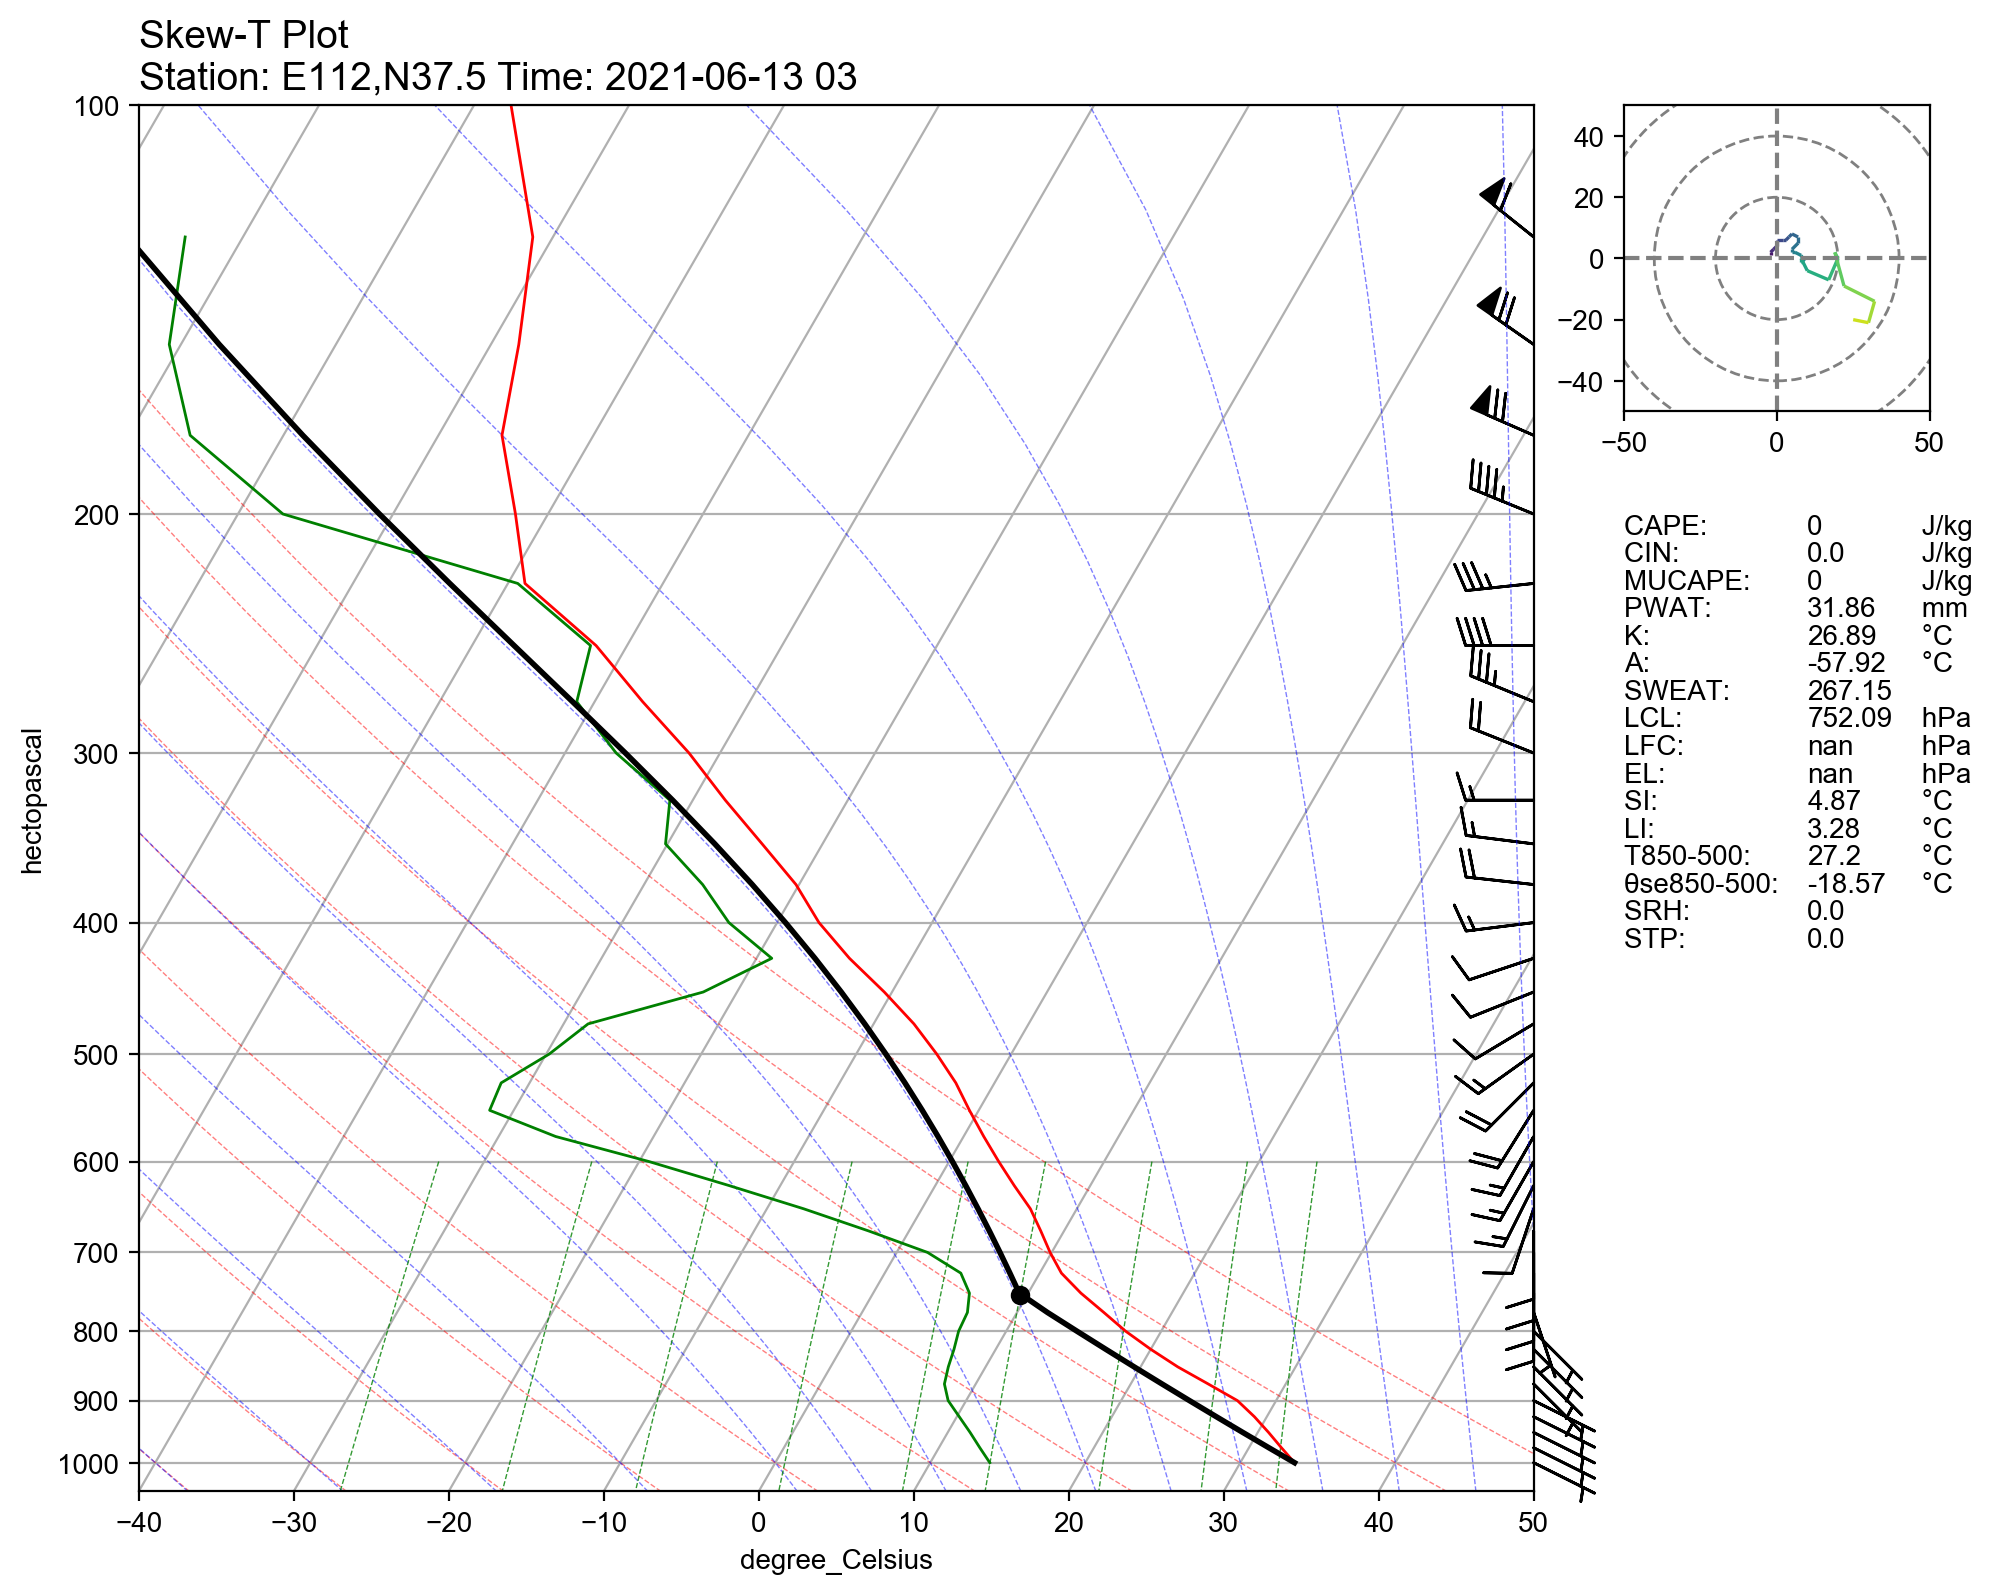 Skew-T Plot
Station: E112,N37.5 Time: 2021-06-13 03
100
200
300
400
500
600
700
800
900
1000
hectopascal
−40 −30 −20 −10 0 10 20 30 40 50
degree_Celsius
40
20
0
−20
−40
−50 0 50
CAPE: 0 J/kg
CIN: 0.0 J/kg
MUCAPE: 0 J/kg
PWAT: 31.86 mm
K: 26.89 °C
A: -57.92 °C
SWEAT: 267.15
LCL: 752.09 hPa
LFC: nan hPa
EL: nan hPa
SI: 4.87 °C
LI: 3.28 °C
T850-500: 27.2 °C
θse850-500: -18.57 °C
SRH: 0.0
STP: 0.0